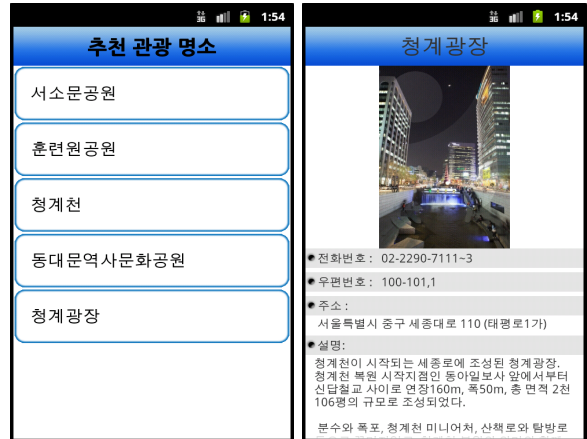 3G 1:54
추천 관광 명소
서소문공원
훈련원공원
청계천
동대문역사문화공원
청계광장
3G 1:54
청계광장
전화번호 : 02-2290-7111~3
우편번호 : 100-101,1
주소 :
서울특별시 중구 세종대로 110 (태평로1가)
설명:
청계천이 시작되는 세종로에 조성된 청계광장.
청계천 복원 시작지점인 동아일보사 앞에서부터
신답철교 사이로 연장160m, 폭50m, 총 면적 2천
106평의 규모로 조성되었다.
분수와 폭포, 청계천 미니어처, 산책로와 탐방로